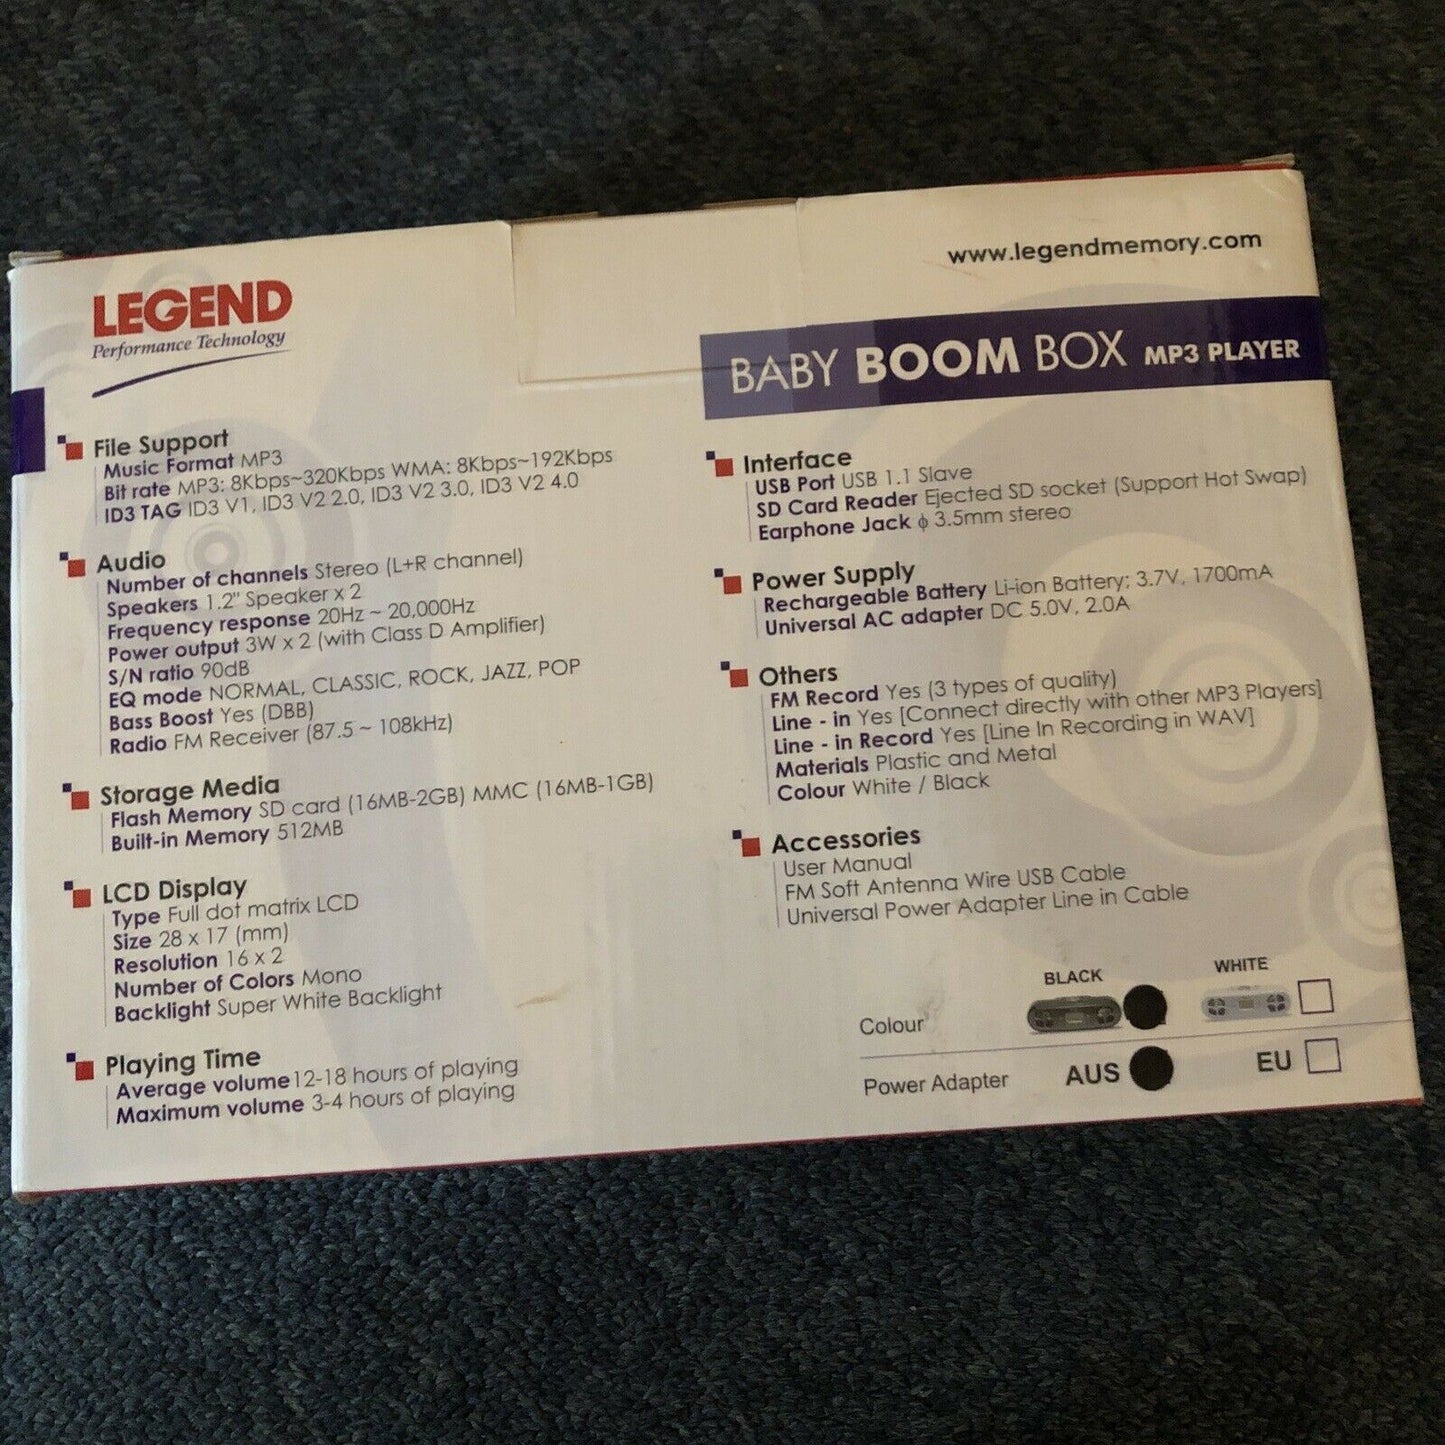 LEGEND
Performance Technology
www.legendmemory.com
BABY BOOM BOX MP3 PLAYER
File Support
Music Format MP3
Bit rate MP3: 8Kbps~320Kbps WMA: 8Kbps~192Kbps
ID3 TAG ID3 V1, ID3 V2 2.0, ID3 V2 3.0, ID3 V2 4.0
Audio
Number of channels Stereo (L+R channel)
Speakers 1.2" Speaker x 2
Frequency response 20Hz ~ 20,000Hz
Power output 3W x 2 (with Class D Amplifier)
S/N ratio 90dB
EQ mode NORMAL, CLASSIC, ROCK, JAZZ, POP
Bass Boost Yes (DBB)
Radio FM Receiver (87.5 ~ 108kHz)
Storage Media
Flash Memory SD card (16MB-2GB) MMC (16MB-1GB)
Built-in Memory 512MB
LCD Display
Type Full dot matrix LCD
Size 28 x 17 (mm)
Resolution 16 x 2
Number of Colors Mono
Backlight Super White Backlight
Playing Time
Average volume 12-18 hours of playing
Maximum volume 3-4 hours of playing
Interface
USB Port USB 1.1 Slave
SD Card Reader Ejected SD socket (Support Hot Swap)
Earphone Jack ϕ 3.5mm stereo
Power Supply
Rechargeable Battery Li-ion Battery: 3.7V, 1700mA
Universal AC adapter DC 5.0V, 2.0A
Others
FM Record Yes (3 types of quality)
Line - in Yes [Connect directly with other MP3 Players]
Line - in Record Yes [Line In Recording in WAV]
Materials Plastic and Metal
Colour White / Black
Accessories
User Manual
FM Soft Antenna Wire USB Cable
Universal Power Adapter Line in Cable
BLACK WHITE
Colour
Power Adapter AUS EU